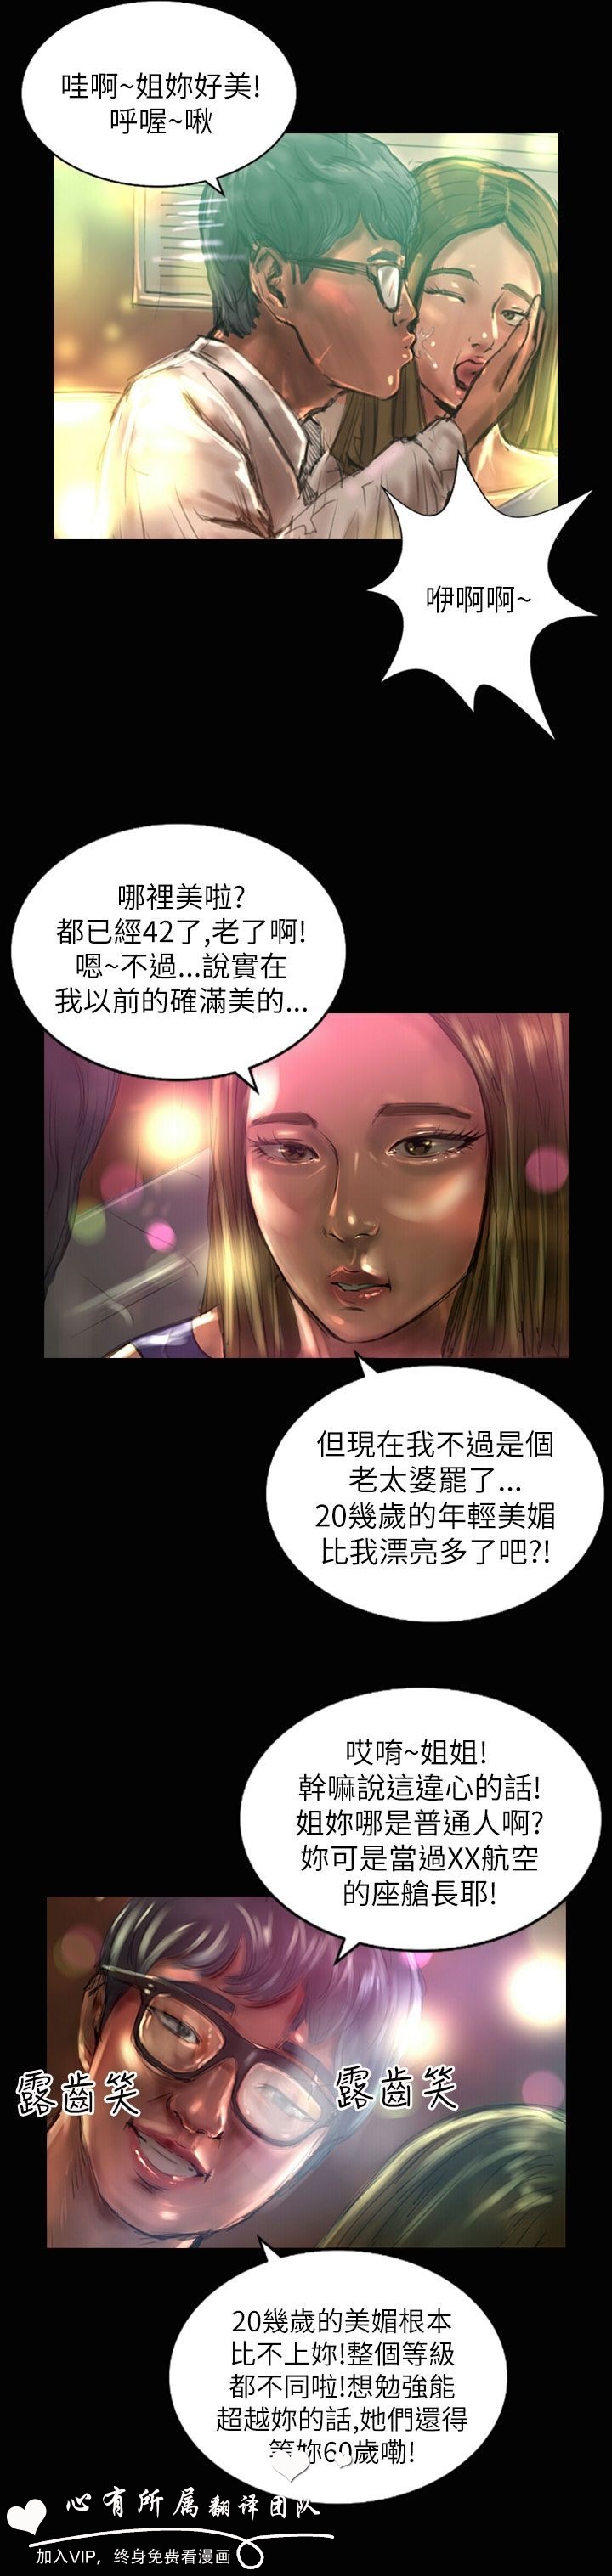 哇啊~姐妳好美!
呼喔~啾
咿啊啊~
哪裡美啦?
都已經42了,老了啊!
嗯~不過...說實在
我以前的確滿美的...
但現在我不過是個
老太婆罷了...
20幾歲的年輕美媚
比我漂亮多了吧?!
哎唷~姐姐!
幹嘛說這違心的話!
姐妳哪是普通人啊?
妳可是當過XX航空
的座艙長耶!
露齒笑
露齒笑
20幾歲的美媚根本
比不上妳!整個等級
都不同啦!想勉強能
超越妳的話,她們還得
等妳60歲嘞!
心有所属翻译团队
加入VIP，终身免费看漫画